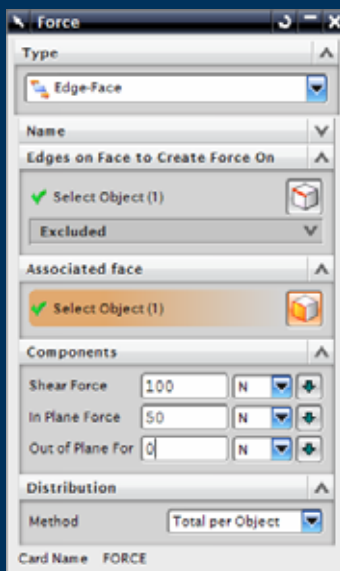 Force
Type
Edge-Face
Name
Edges on Face to Create Force On
Select Object (1)
Excluded
Associated face
Select Object (1)
Components
Shear Force 100 N
In Plane Force 50 N
Out of Plane For 0 N
Distribution
Method Total per Object
Card Name FORCE